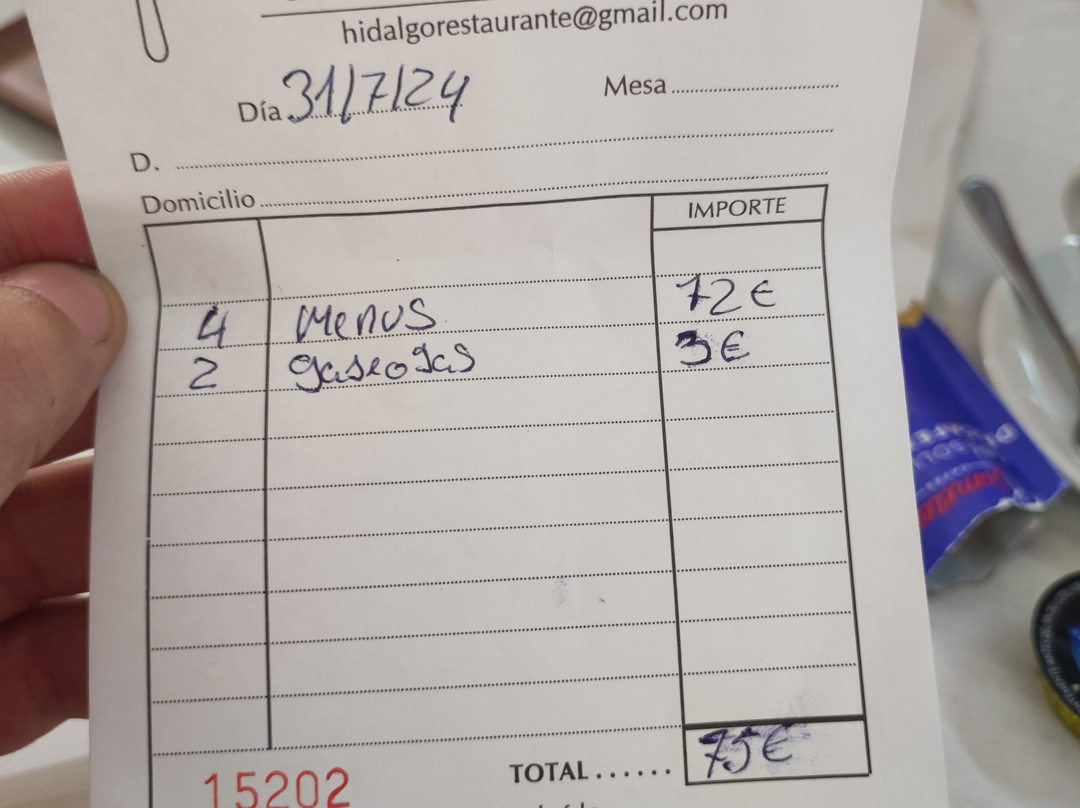 hidalgorestaurante@gmail.com
Día 31/7/24 Mesa
D.
Domicilio
IMPORTE
4 Menus 72€
2 gaseosas 3€
TOTAL...... 75€
15202